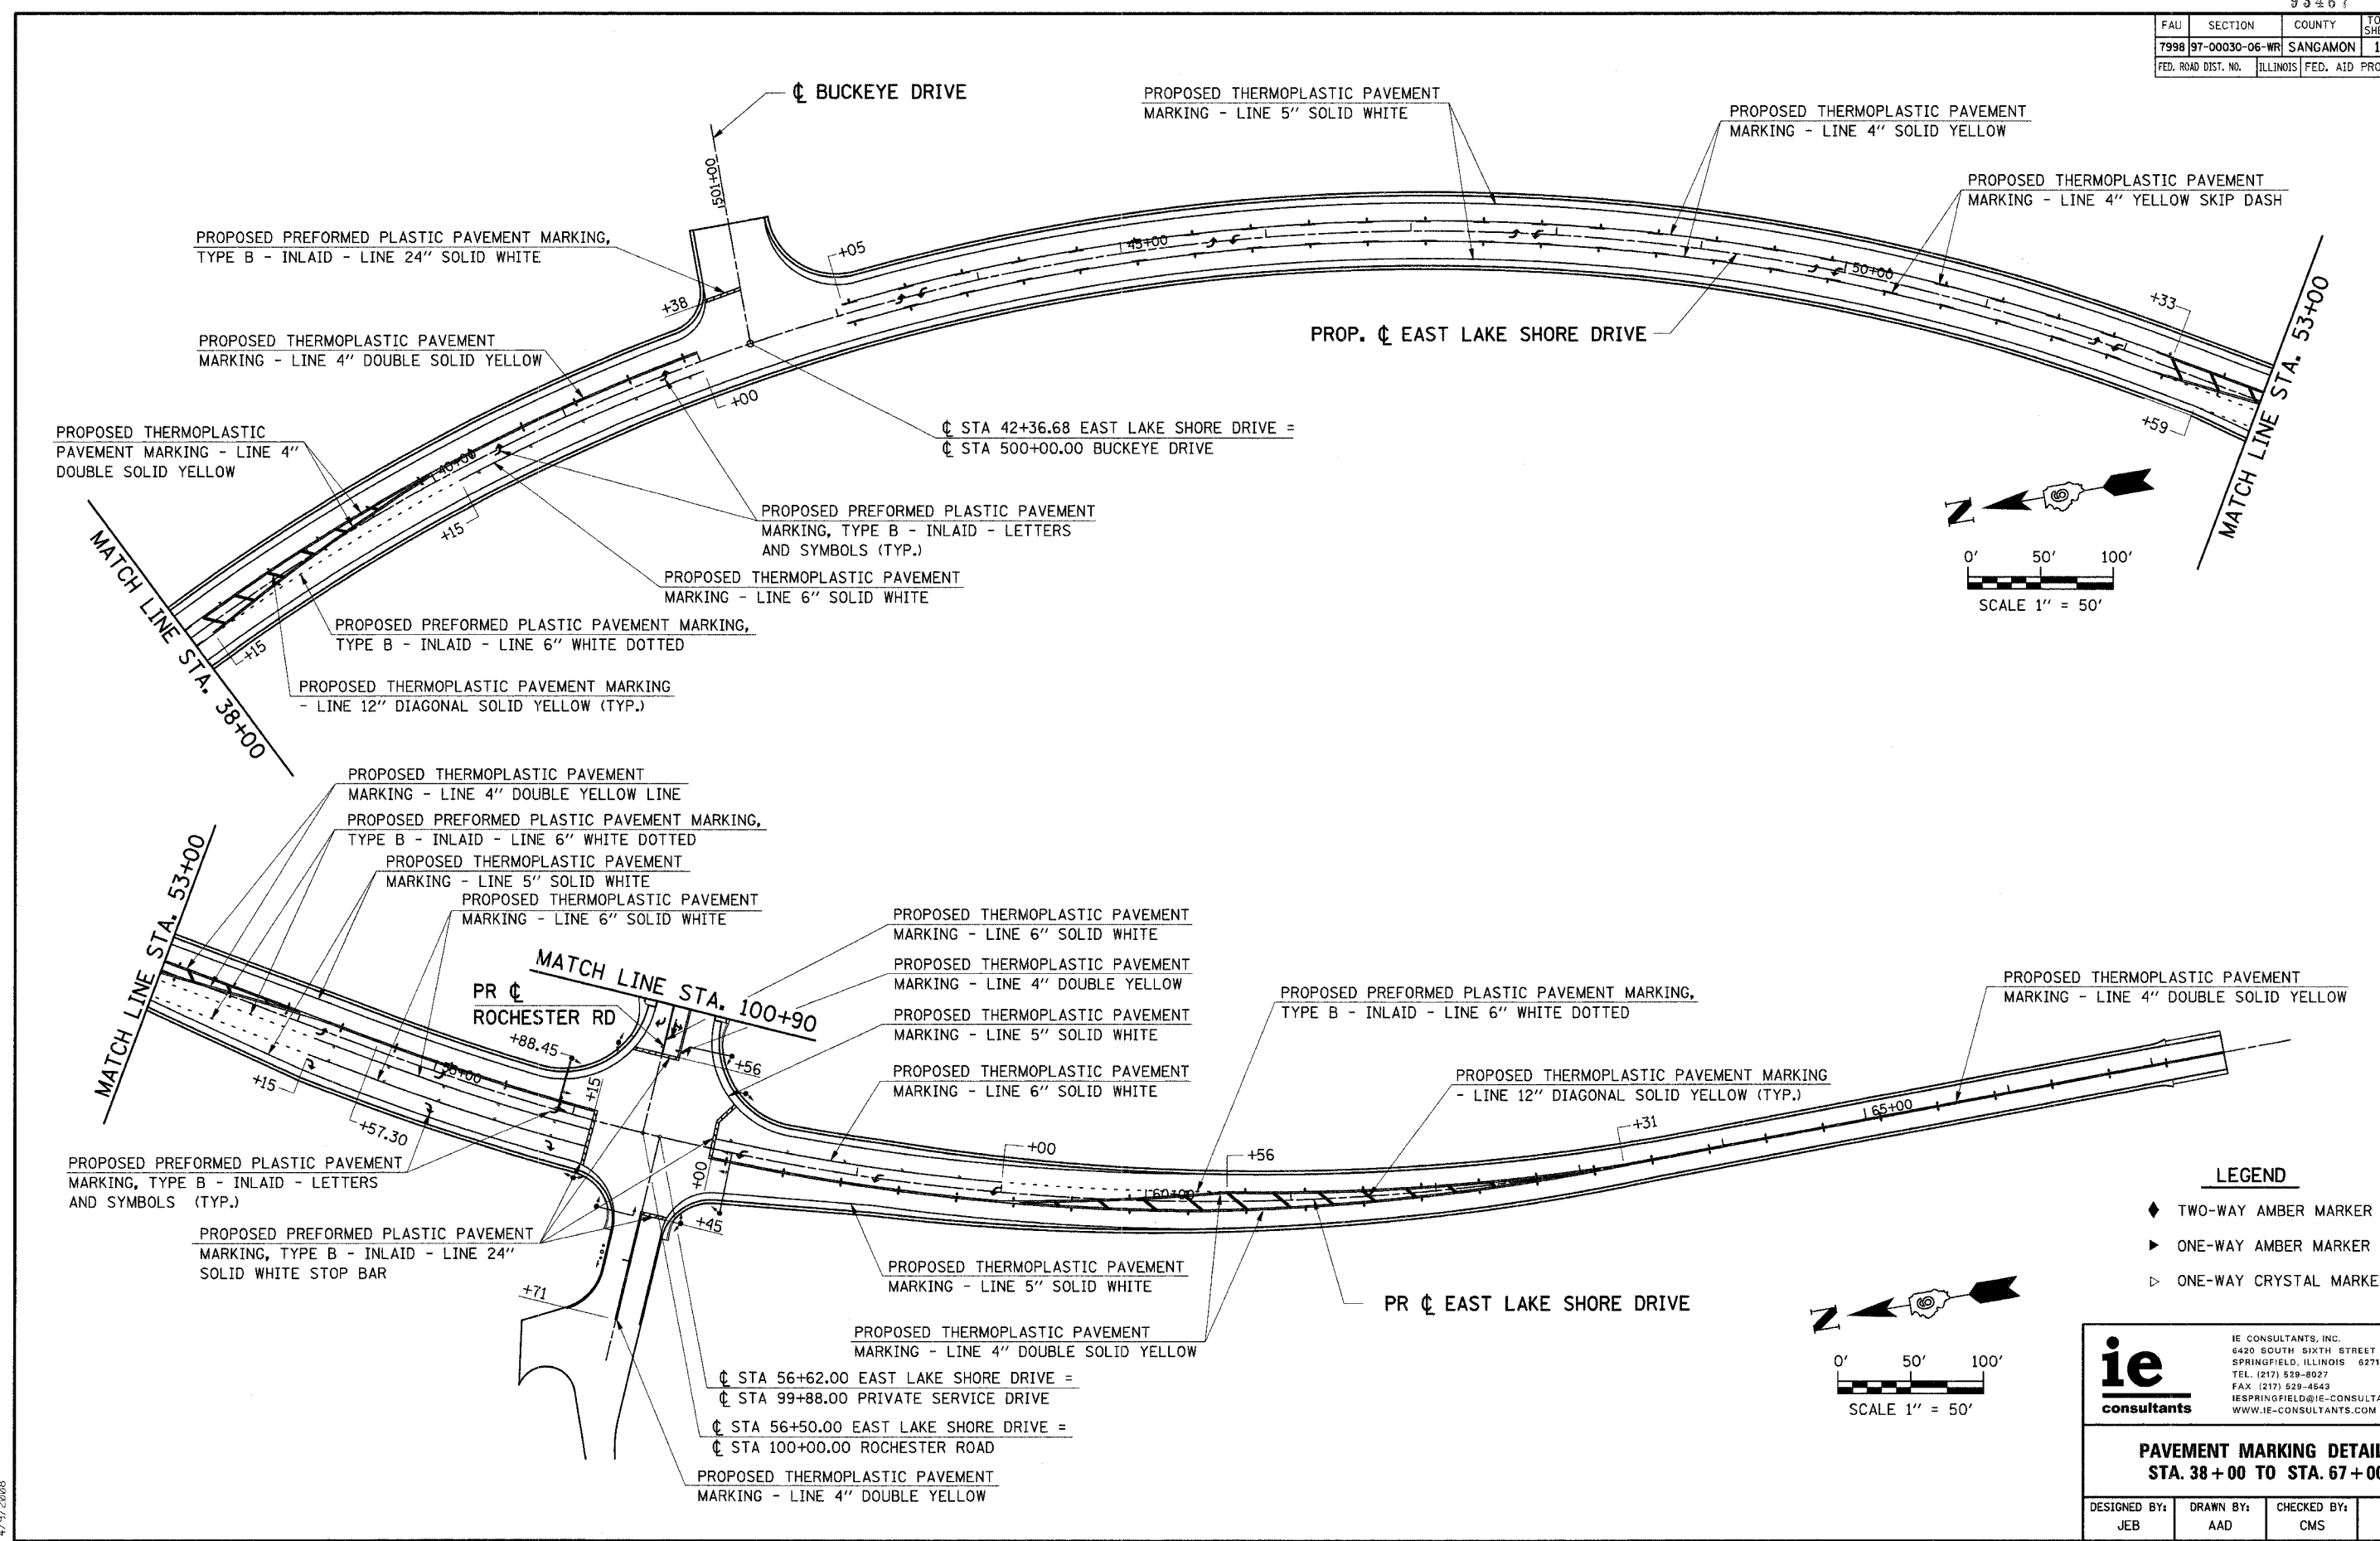 93467
FAU SECTION COUNTY
7998 97-00030-06-WR SANGAMON
FED. ROAD DIST. NO. ILLINOIS FED. AID
℄ BUCKEYE DRIVE
501+00
PROPOSED THERMOPLASTIC PAVEMENT
MARKING - LINE 5" SOLID WHITE
PROPOSED THERMOPLASTIC PAVEMENT
MARKING - LINE 4" SOLID YELLOW
PROPOSED THERMOPLASTIC PAVEMENT
MARKING - LINE 4" YELLOW SKIP DASH
PROPOSED PREFORMED PLASTIC PAVEMENT MARKING,
TYPE B - INLAID - LINE 24" SOLID WHITE
+05
45+00
50+00
+38
+33
PROPOSED THERMOPLASTIC PAVEMENT
MARKING - LINE 4" DOUBLE SOLID YELLOW
PROP. ℄ EAST LAKE SHORE DRIVE
MATCH LINE STA. 53+00
+00
+59
℄ STA 42+36.68 EAST LAKE SHORE DRIVE =
℄ STA 500+00.00 BUCKEYE DRIVE
PROPOSED THERMOPLASTIC
PAVEMENT MARKING - LINE 4"
DOUBLE SOLID YELLOW
40+00
+15
PROPOSED PREFORMED PLASTIC PAVEMENT
MARKING, TYPE B - INLAID - LETTERS
AND SYMBOLS (TYP.)
PROPOSED THERMOPLASTIC PAVEMENT
MARKING - LINE 6" SOLID WHITE
N
6
0' 50' 100'
SCALE 1" = 50'
MATCH LINE STA. 38+00
+15
PROPOSED PREFORMED PLASTIC PAVEMENT MARKING,
TYPE B - INLAID - LINE 6" WHITE DOTTED
PROPOSED THERMOPLASTIC PAVEMENT MARKING
- LINE 12" DIAGONAL SOLID YELLOW (TYP.)
PROPOSED THERMOPLASTIC PAVEMENT
MARKING - LINE 4" DOUBLE YELLOW LINE
PROPOSED PREFORMED PLASTIC PAVEMENT MARKING,
TYPE B - INLAID - LINE 6" WHITE DOTTED
PROPOSED THERMOPLASTIC PAVEMENT
MARKING - LINE 5" SOLID WHITE
PROPOSED THERMOPLASTIC PAVEMENT
MARKING - LINE 6" SOLID WHITE
MATCH LINE STA. 53+00
MATCH LINE STA. 100+90
PR ℄
ROCHESTER RD
PROPOSED THERMOPLASTIC PAVEMENT
MARKING - LINE 6" SOLID WHITE
PROPOSED THERMOPLASTIC PAVEMENT
MARKING - LINE 4" DOUBLE YELLOW
PROPOSED THERMOPLASTIC PAVEMENT
MARKING - LINE 5" SOLID WHITE
PROPOSED THERMOPLASTIC PAVEMENT
MARKING - LINE 6" SOLID WHITE
PROPOSED PREFORMED PLASTIC PAVEMENT MARKING,
TYPE B - INLAID - LINE 6" WHITE DOTTED
PROPOSED THERMOPLASTIC PAVEMENT
MARKING - LINE 4" DOUBLE SOLID YELLOW
PROPOSED THERMOPLASTIC PAVEMENT MARKING
- LINE 12" DIAGONAL SOLID YELLOW (TYP.)
+88.45
+56
+15
+15
+57.30
+00
+56
+31
65+00
60+00
+00
+45
+71
PROPOSED PREFORMED PLASTIC PAVEMENT
MARKING, TYPE B - INLAID - LETTERS
AND SYMBOLS (TYP.)
PROPOSED PREFORMED PLASTIC PAVEMENT
MARKING, TYPE B - INLAID - LINE 24"
SOLID WHITE STOP BAR
PROPOSED THERMOPLASTIC PAVEMENT
MARKING - LINE 5" SOLID WHITE
PR ℄ EAST LAKE SHORE DRIVE
PROPOSED THERMOPLASTIC PAVEMENT
MARKING - LINE 4" DOUBLE SOLID YELLOW
℄ STA 56+62.00 EAST LAKE SHORE DRIVE =
℄ STA 99+88.00 PRIVATE SERVICE DRIVE
℄ STA 56+50.00 EAST LAKE SHORE DRIVE =
℄ STA 100+00.00 ROCHESTER ROAD
PROPOSED THERMOPLASTIC PAVEMENT
MARKING - LINE 4" DOUBLE YELLOW
N
6
0' 50' 100'
SCALE 1" = 50'
LEGEND
TWO-WAY AMBER MARKER
ONE-WAY AMBER MARKER
ONE-WAY CRYSTAL
ie
consultants
IE CONSULTANTS, INC.
6420 SOUTH SIXTH STREET
SPRINGFIELD, ILLINOIS
TEL. (217) 529-8027
FAX (217) 529-4543
WWW.IE-CONSULTANTS.COM
PAVEMENT MARKING
STA. 38+00 TO STA.
DESIGNED BY: DRAWN BY: CHECKED BY:
JEB AAD CMS